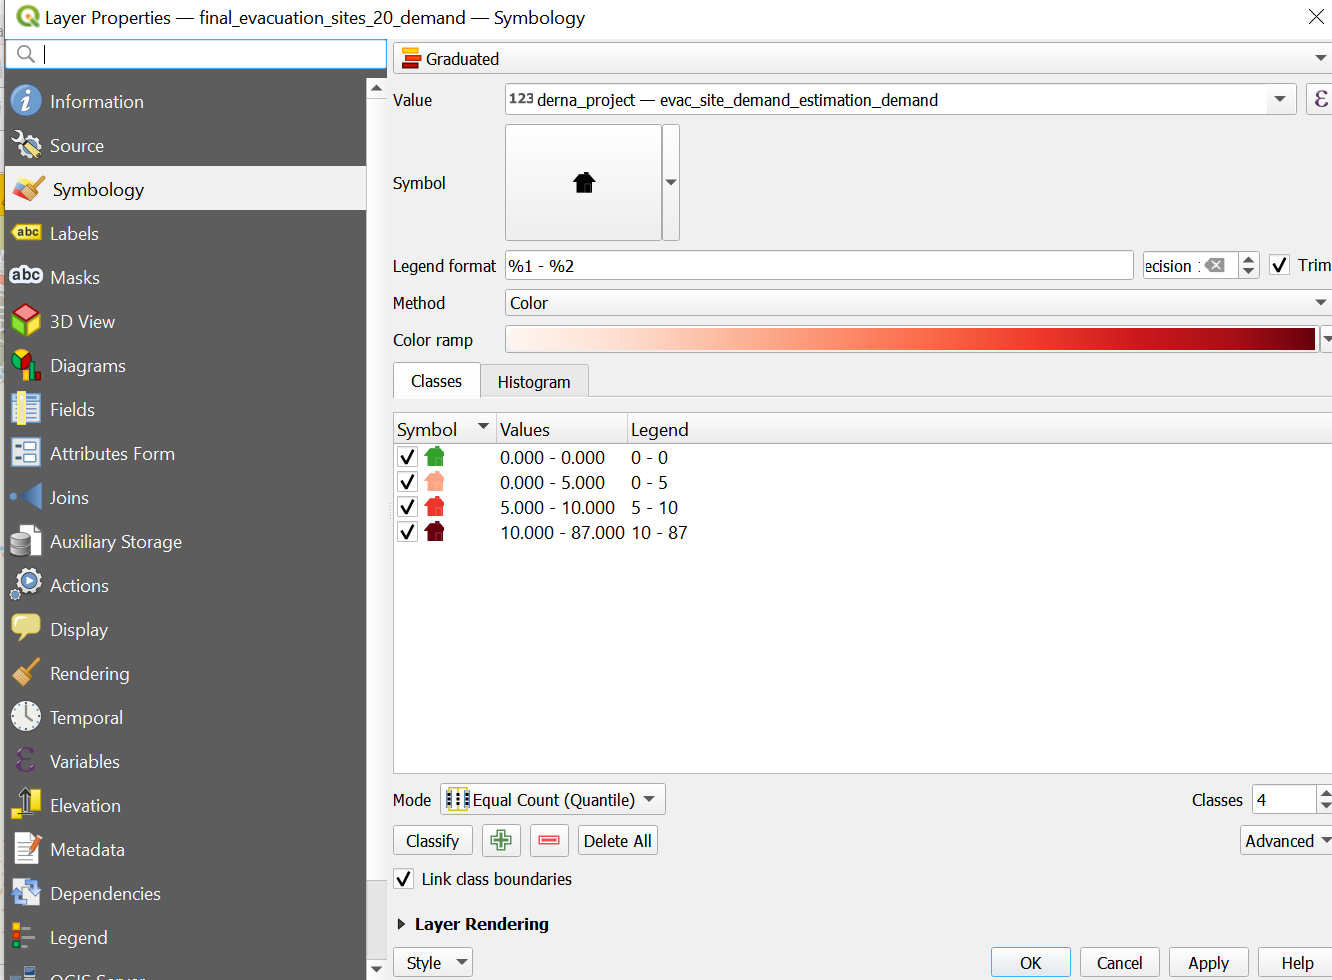 Layer Properties — final_evacuation_sites_20_demand — Symbology
Information
Source
Symbology
abc Labels
abc Masks
3D View
Diagrams
Fields
Attributes Form
Joins
Auxiliary Storage
Actions
Display
Rendering
Temporal
Variables
Elevation
Metadata
Dependencies
Legend
Graduated
Value 123 derna_project — evac_site_demand_estimation_demand ε
Symbol
Legend format %1 - %2 ecision : Trim
Method Color
Color ramp
Classes Histogram
Symbol Values Legend
0.000 - 0.000 0 - 0
0.000 - 5.000 0 - 5
5.000 - 10.000 5 - 10
10.000 - 87.000 10 - 87
Mode Equal Count (Quantile) Classes 4
Classify Delete All Advanced
Link class boundaries
Layer Rendering
Style OK Cancel Apply Help